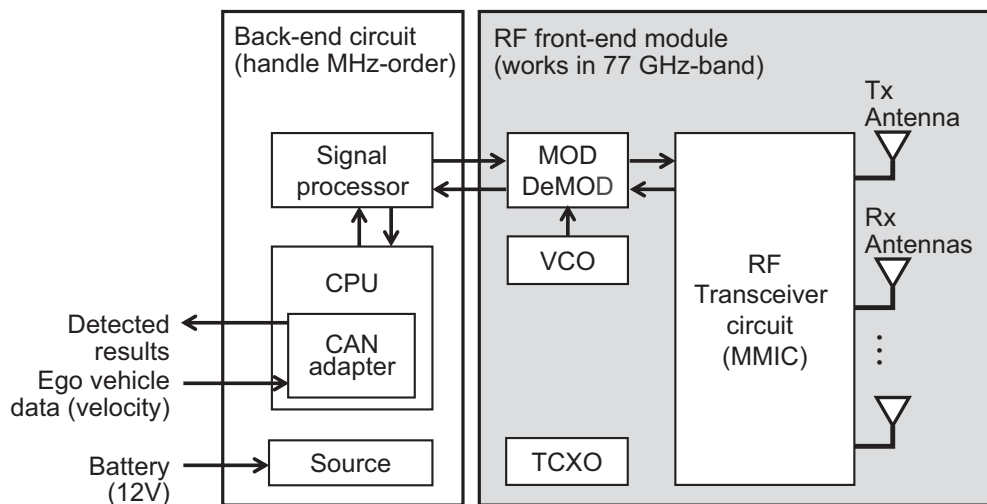 Back-end circuit
(handle MHz-order)
RF front-end module
(works in 77 GHz-band)
Tx
Antenna
Signal
processor
MOD
DeMOD
Rx
Antennas
VCO
CPU
RF
Transceiver
circuit
(MMIC)
Detected
results
CAN
adapter
Ego vehicle
data (velocity)
Battery
(12V)
Source
TCXO